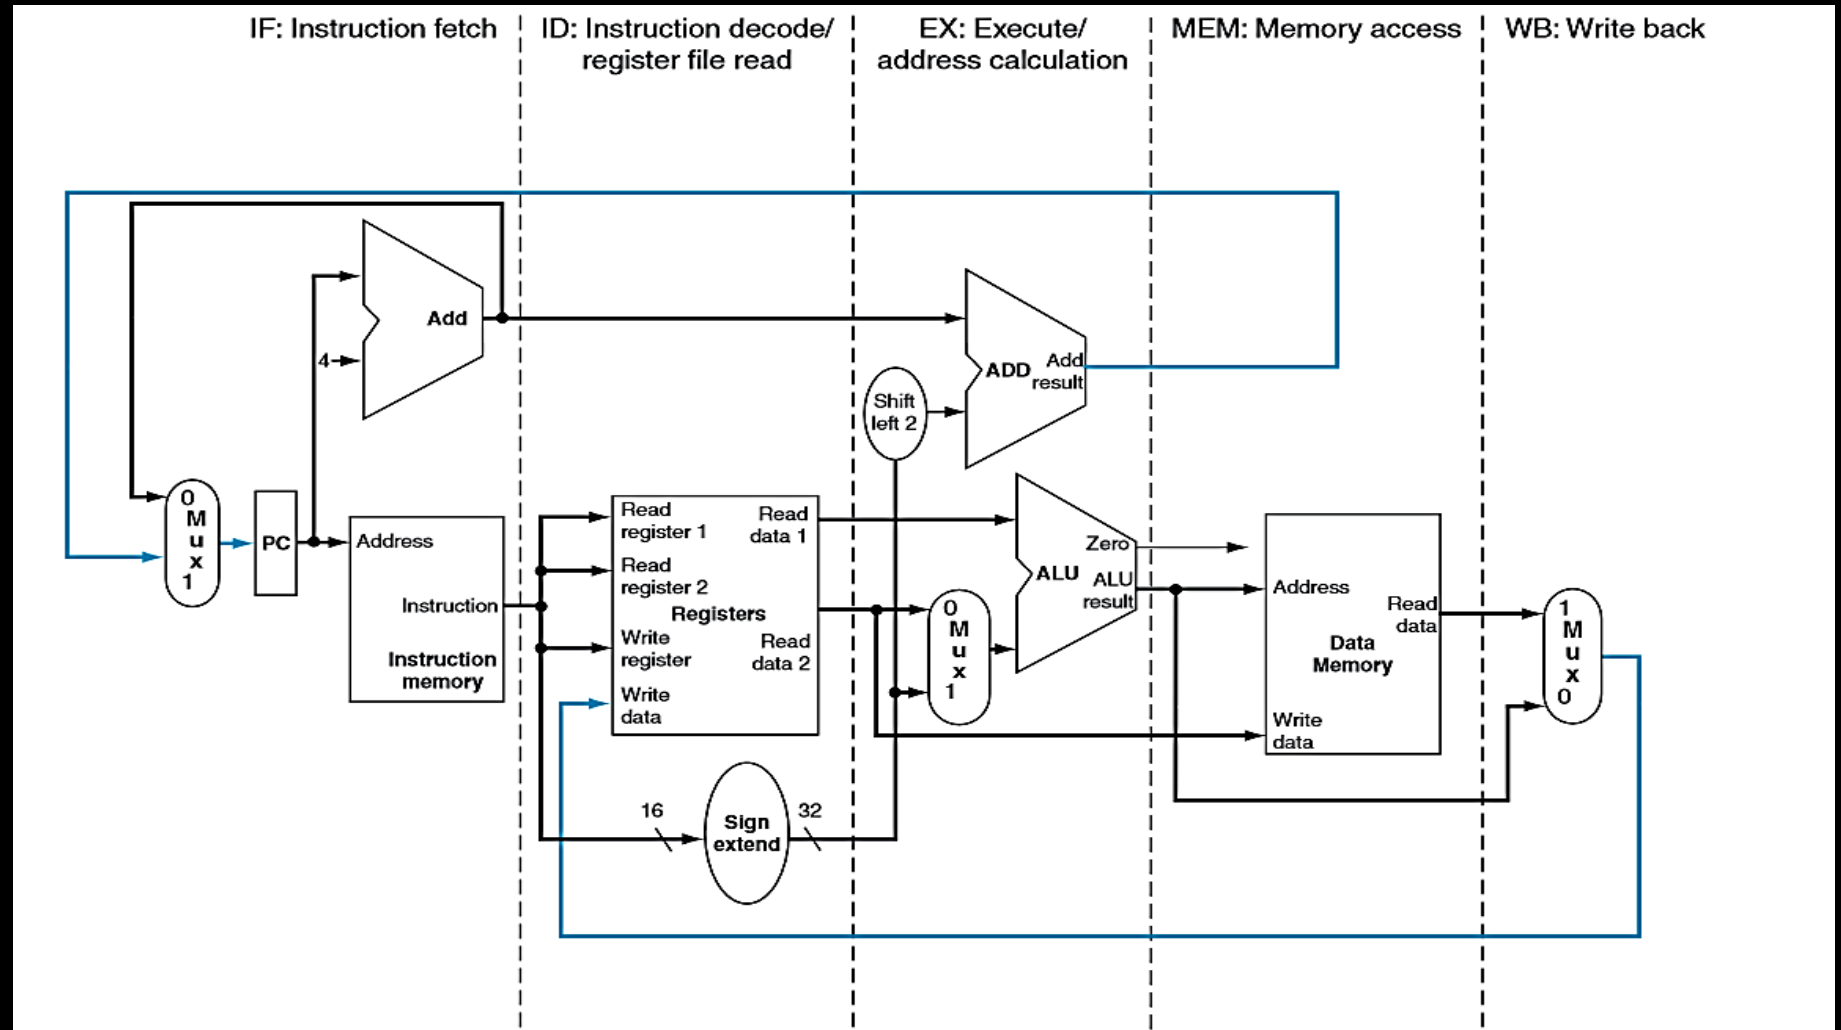 IF: Instruction fetch
ID: Instruction decode/
register file read
EX: Execute/
address calculation
MEM: Memory access
WB: Write back
Add
4
ADD
Add
result
Shift
left 2
0
M
u
x
1
PC
Address
Instruction
Instruction
memory
Read
register 1
Read
data 1
Read
register 2
Registers
Write
register
Read
data 2
Write
data
16
Sign
extend
32
0
M
u
x
1
Zero
ALU
ALU
result
Address
Read
data
Data
Memory
Write
data
1
M
u
x
0